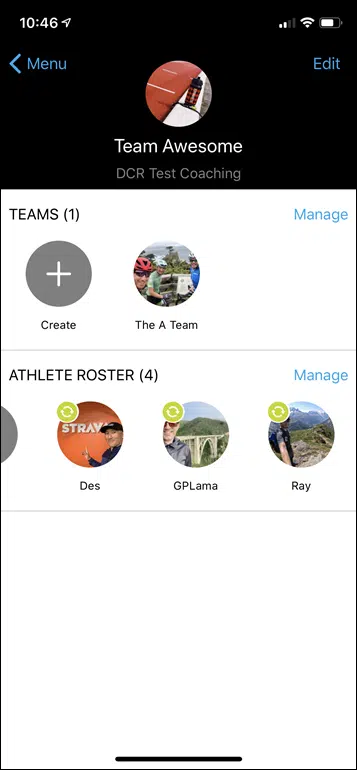 10:46
Menu
Edit
Team Awesome
DCR Test Coaching
TEAMS (1)
Manage
Create
The A Team
ATHLETE ROSTER (4)
Manage
STRAVA
Des
GPLama
Ray